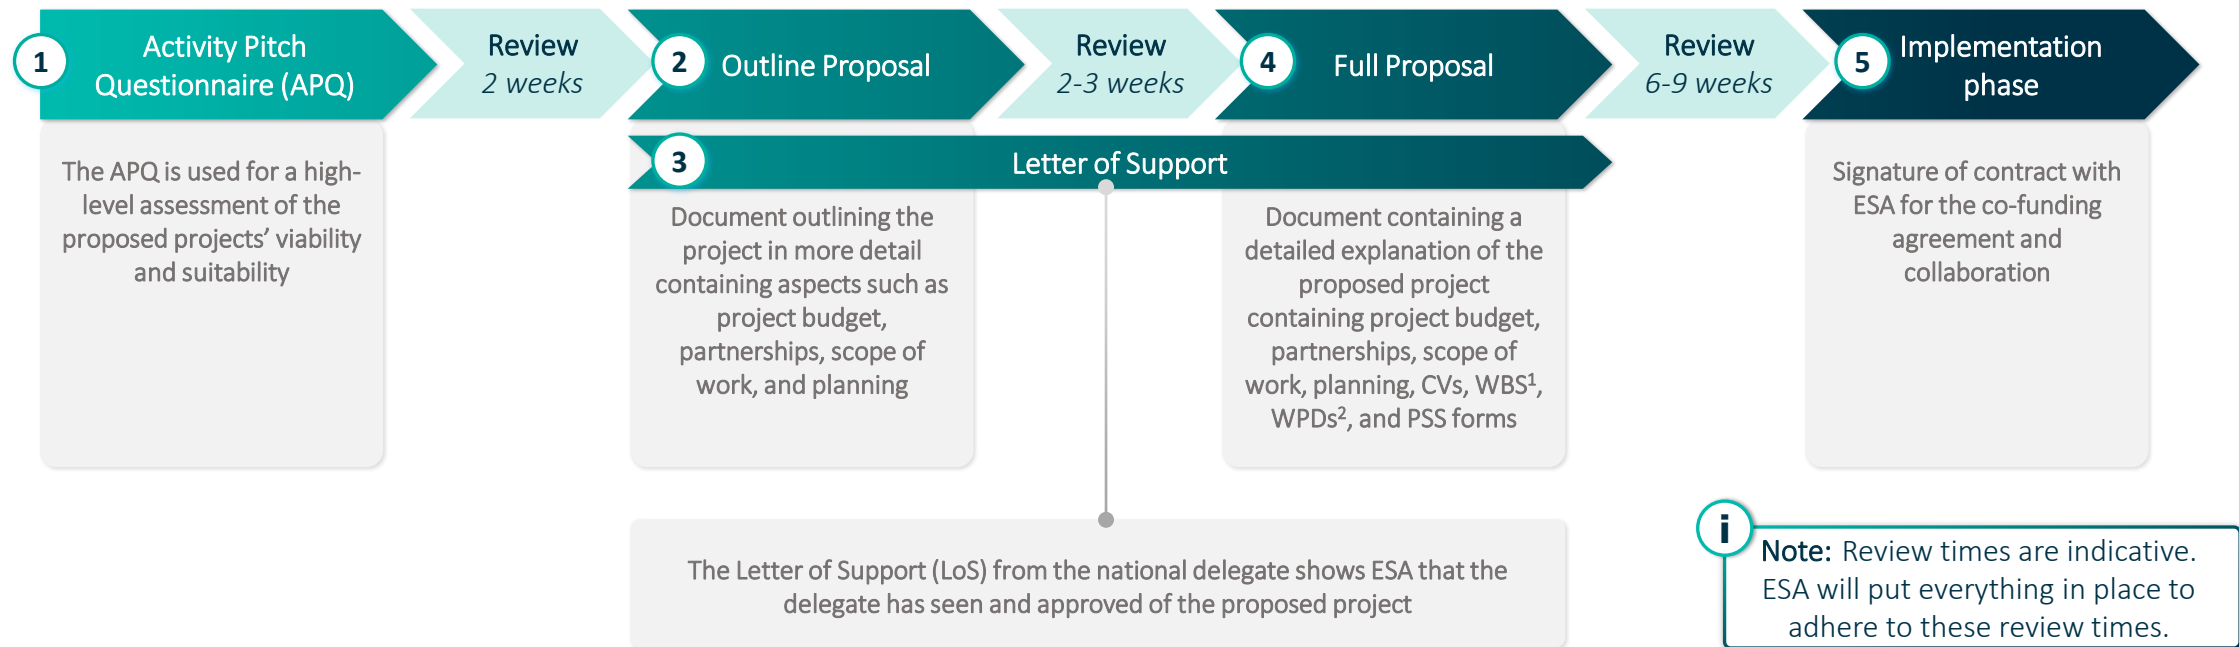 1
Activity Pitch
Questionnaire (APQ)
Review
2 weeks
2
Outline Proposal
Review
2-3 weeks
4
Full Proposal
Review
6-9 weeks
5
Implementation
phase
The APQ is used for a high-
level assessment of the
proposed projects’ viability
and suitability
3
Letter of Support
Document outlining the
project in more detail
containing aspects such as
project budget,
partnerships, scope of
work, and planning
Document containing a
detailed explanation of the
proposed project
containing project budget,
partnerships, scope of
work, planning, CVs, WBS¹,
WPDs², and PSS forms
Signature of contract with
ESA for the co-funding
agreement and
collaboration
The Letter of Support (LoS) from the national delegate shows ESA that the
delegate has seen and approved of the proposed project
i
Note: Review times are indicative.
ESA will put everything in place to
adhere to these review times.